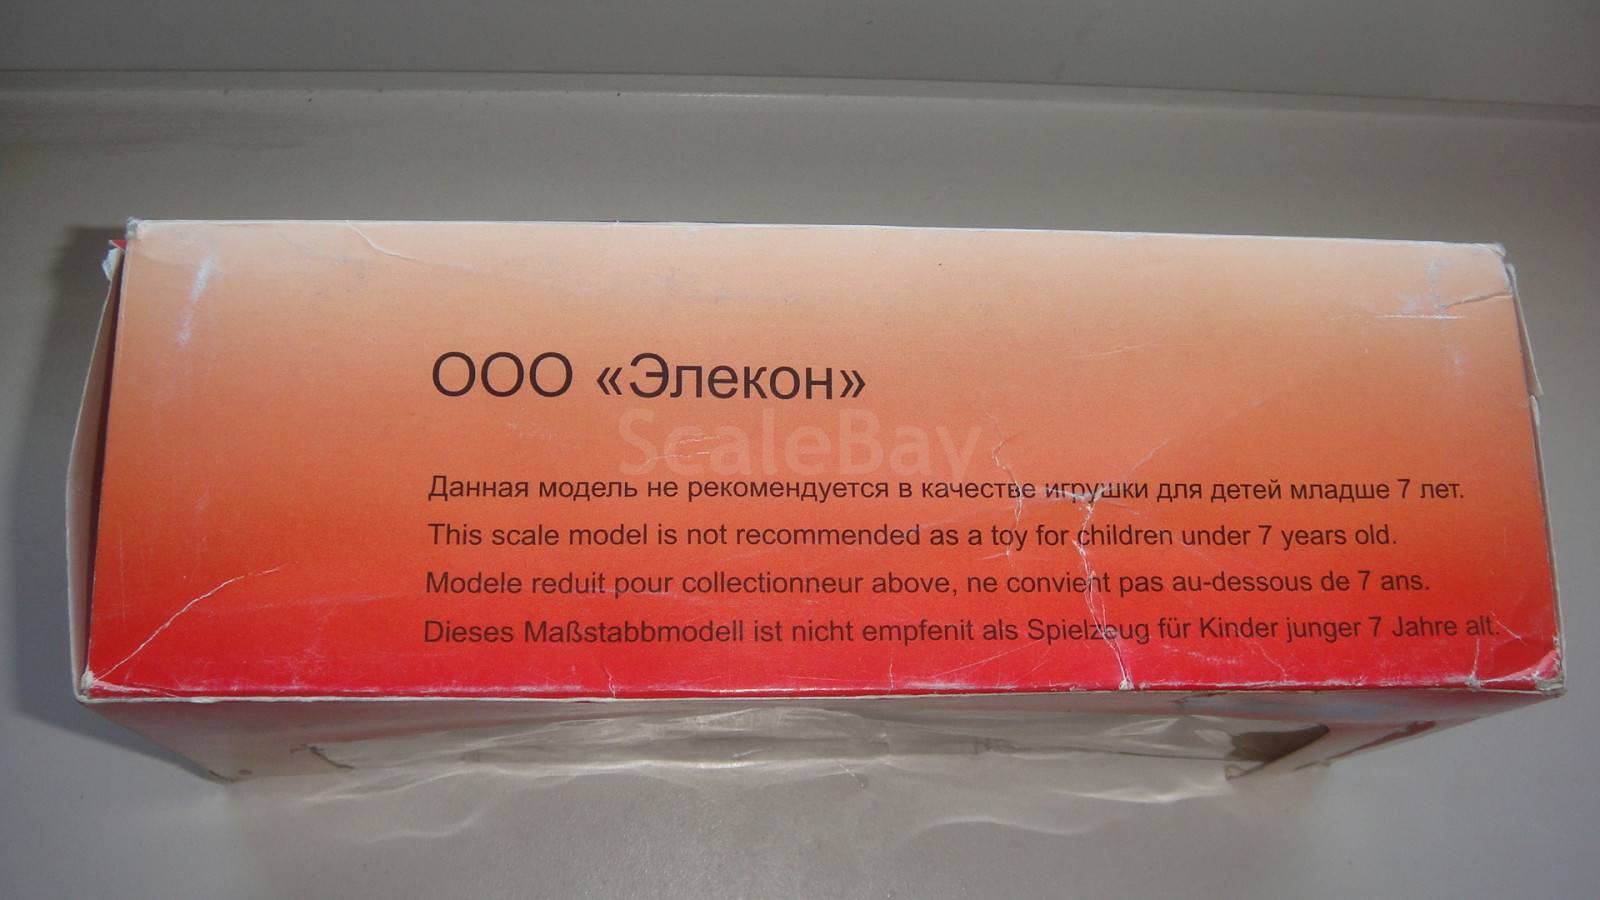 ООО «Элекон»
ScaleBay
Данная модель не рекомендуется в качестве игрушки для детей младше 7 лет.
This scale model is not recommended as a toy for children under 7 years old.
Modele reduit pour collectionneur above, ne convient pas au-dessous de 7 ans.
Dieses Maßstabbmodell ist nicht empfenit als Spielzeug für Kinder junger 7 Jahre alt.